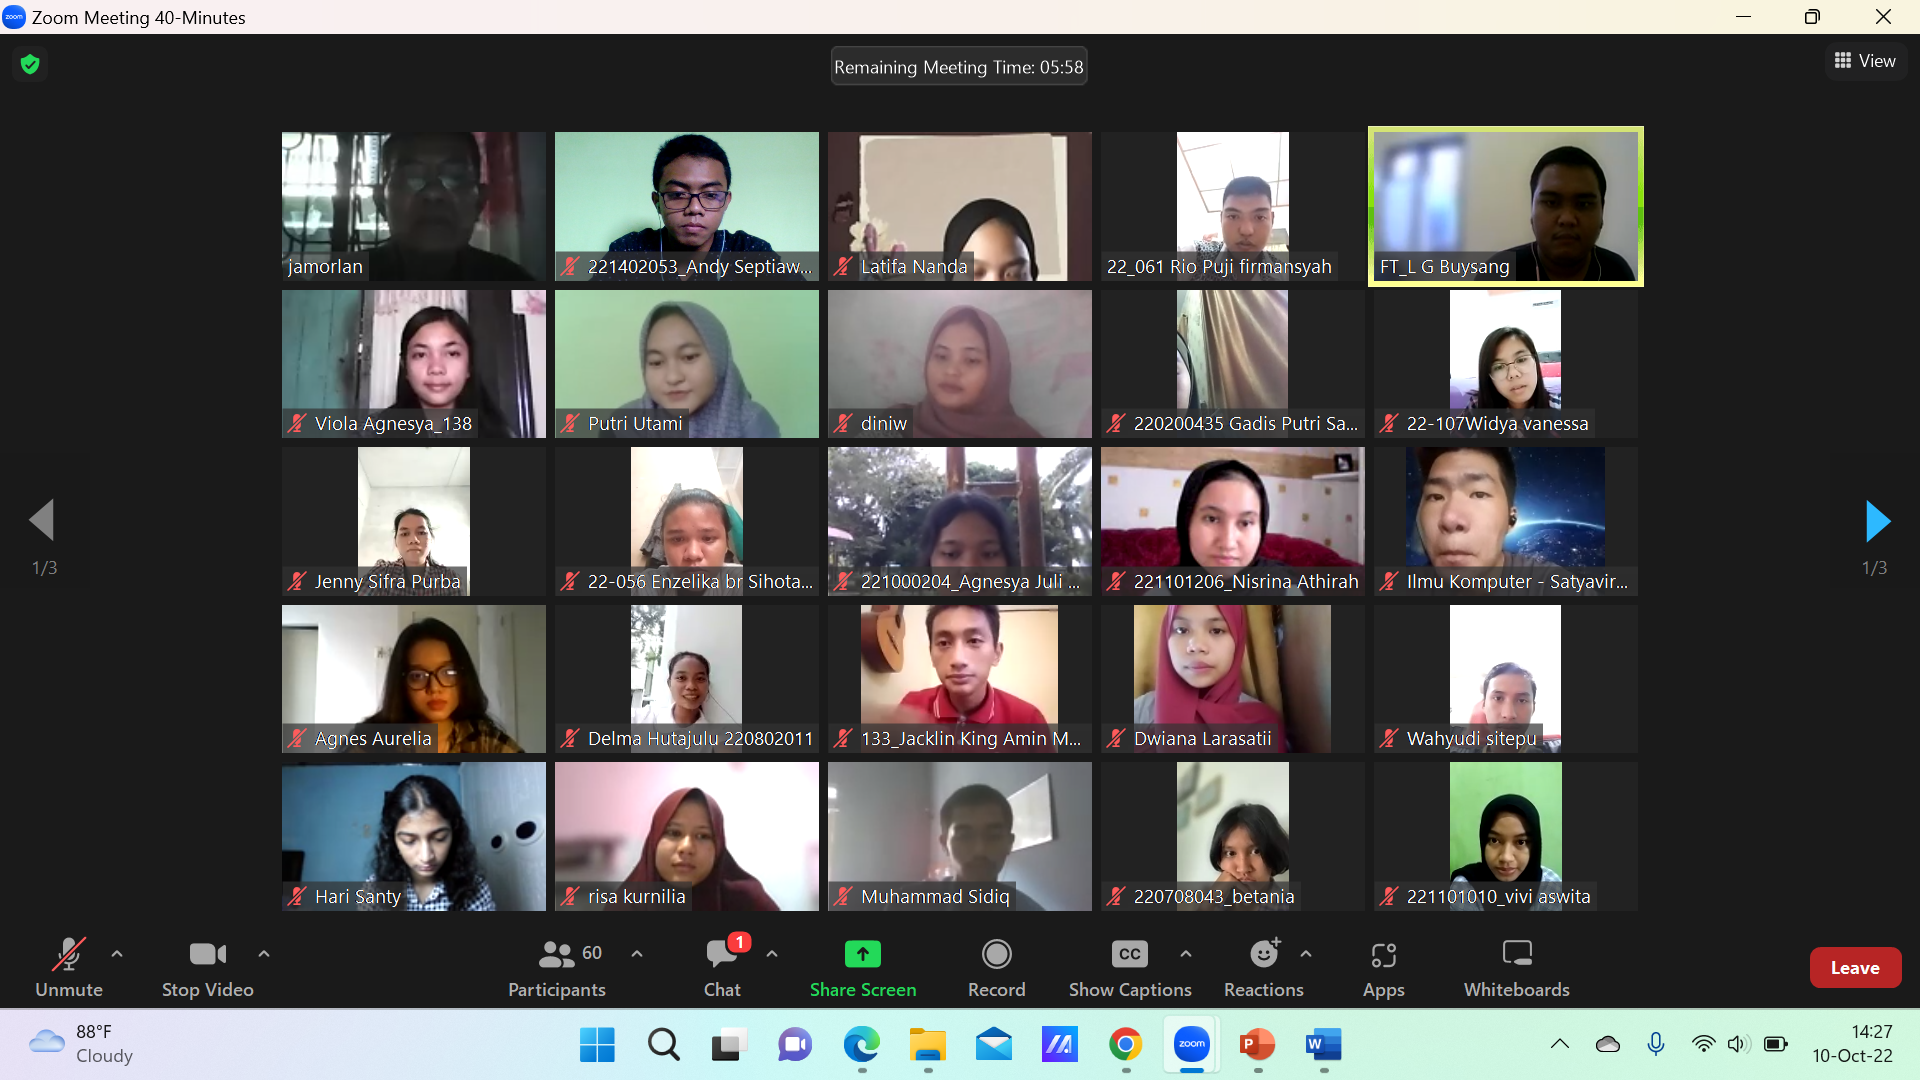 zoom Zoom Meeting 40-Minutes
Remaining Meeting Time: 05:58
View
jamorlan
221402053_Andy Septiaw...
Latifa Nanda
22_061 Rio Puji firmansyah
FT_L G Buysang
Viola Agnesya_138
Putri Utami
diniw
220200435 Gadis Putri Sa...
22-107Widya vanessa
Jenny Sifra Purba
22-056 Enzelika br Sihota...
221000204_Agnesya Juli ...
221101206_Nisrina Athirah
Ilmu Komputer - Satyavir...
1/3
1/3
Agnes Aurelia
Delma Hutajulu 220802011
133_Jacklin King Amin M...
Dwiana Larasatii
Wahyudi sitepu
Hari Santy
risa kurnilia
Muhammad Sidiq
220708043_betania
221101010_vivi aswita
60
1
CC
Unmute
Stop Video
Participants
Chat
Share Screen
Record
Show Captions
Reactions
Apps
Whiteboards
Leave
88°F
Cloudy
zoom
P
W
14:27
10-Oct-22